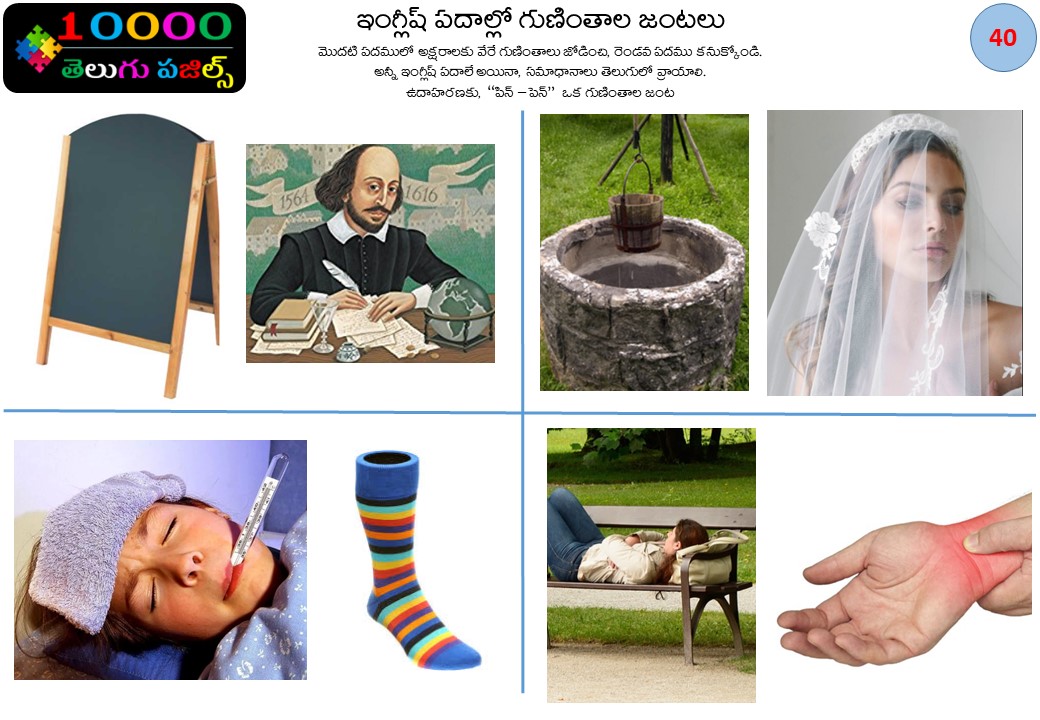 10000
తెలుగు పజిల్స్
ఇంగ్లీష్ పదాల్లో గుణింతాల జంటలు
మొదటి పదములో అక్షరాలకు వేరే గుణింతాలు జోడించి, రెండవ పదము కనుక్కోండి.
అన్నీ ఇంగ్లీష్ పదాలే అయినా, సమాధానాలు తెలుగులో వ్రాయాలి.
ఉదాహరణకు, “పిన్ – పెన్” ఒక గుణింతాల జంట
40
1564
1616